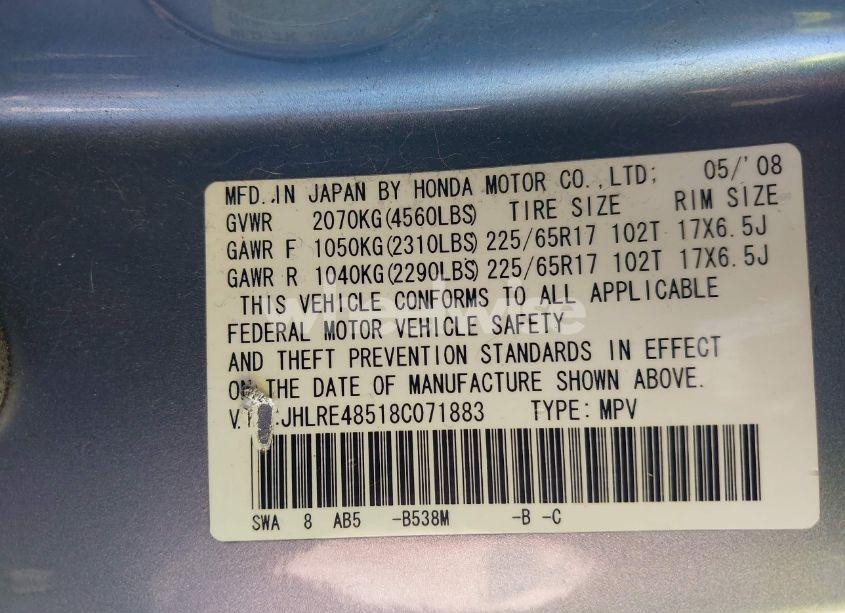 MFD. IN JAPAN BY HONDA MOTOR CO.,LTD; 05/'08
GVWR 2070KG(4560LBS) TIRE SIZE RIM SIZE
GAWR F 1050KG(2310LBS) 225/65R17 102T 17X6.5J
GAWR R 1040KG(2290LBS) 225/65R17 102T 17X6.5J
THIS VEHICLE CONFORMS TO ALL APPLICABLE
FEDERAL MOTOR VEHICLE SAFETY
AND THEFT PREVENTION STANDARDS IN EFFECT
ON THE DATE OF MANUFACTURE SHOWN ABOVE.
V. JHLRE48518C071883 TYPE: MPV
SWA 8 AB5 -B538M -B -C